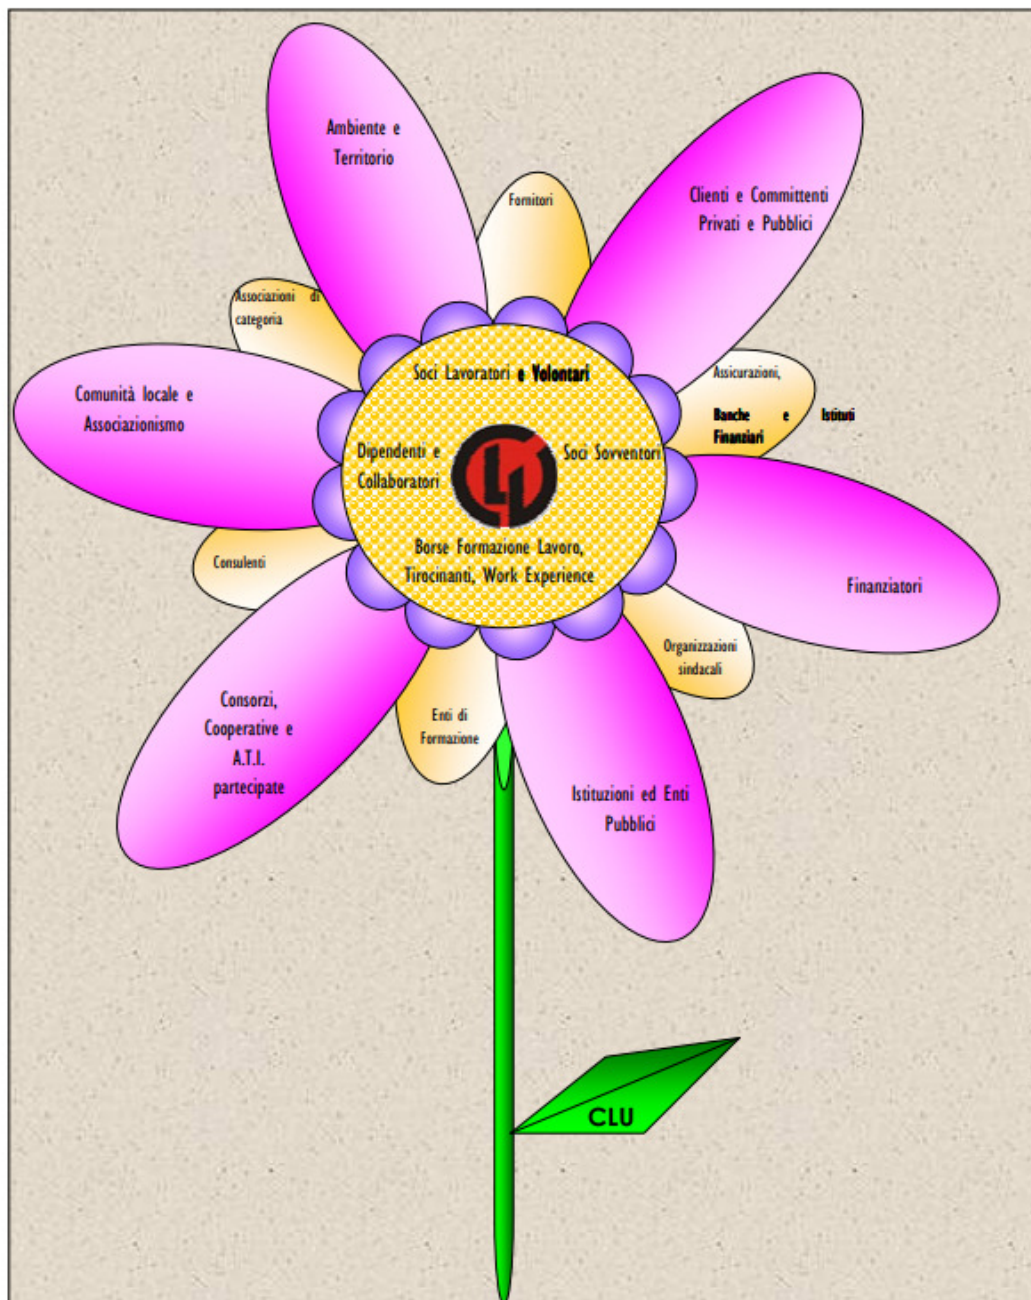 Ambiente e
Territorio
Fornitori
Clienti e Committenti
Privati e Pubblici
Associazioni di
categoria
Soci Lavoratori e Volontari
Assicurazioni,
Banche e Istituti
Finanziari
Comunità locale e
Associazionismo
Dipendenti e
Collaboratori
Soci Sovventori
Borse Formazione Lavoro,
Tirocinanti, Work Experience
Consulenti
Finanziatori
Organizzazioni
sindacali
Consorzi,
Cooperative e
A.T.I.
partecipate
Enti di
Formazione
Istituzioni ed Enti
Pubblici
CLU